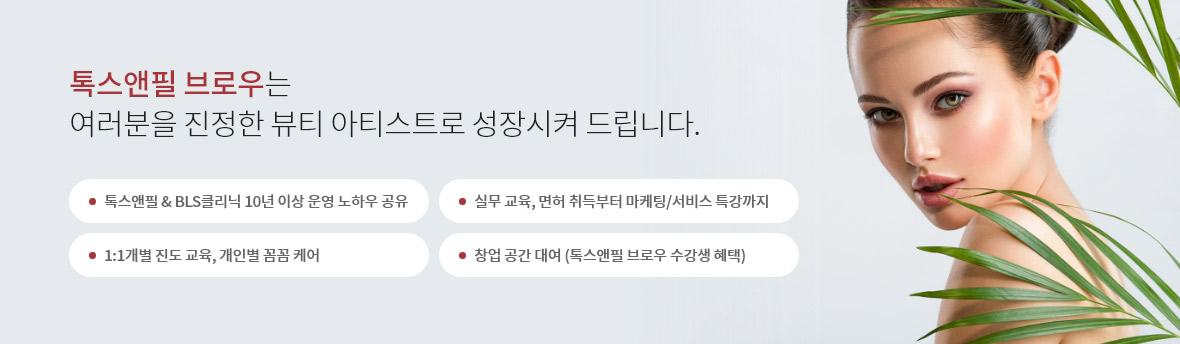 톡스앤필 브로우는
여러분을 진정한 뷰티 아티스트로 성장시켜 드립니다.
톡스앤필 & BLS클리닉 10년 이상 운영 노하우 공유
실무 교육, 면허 취득부터 마케팅/서비스 특강까지
1:1개별 진도 교육, 개인별 꼼꼼 케어
창업 공간 대여 (톡스앤필 브로우 수강생 혜택)